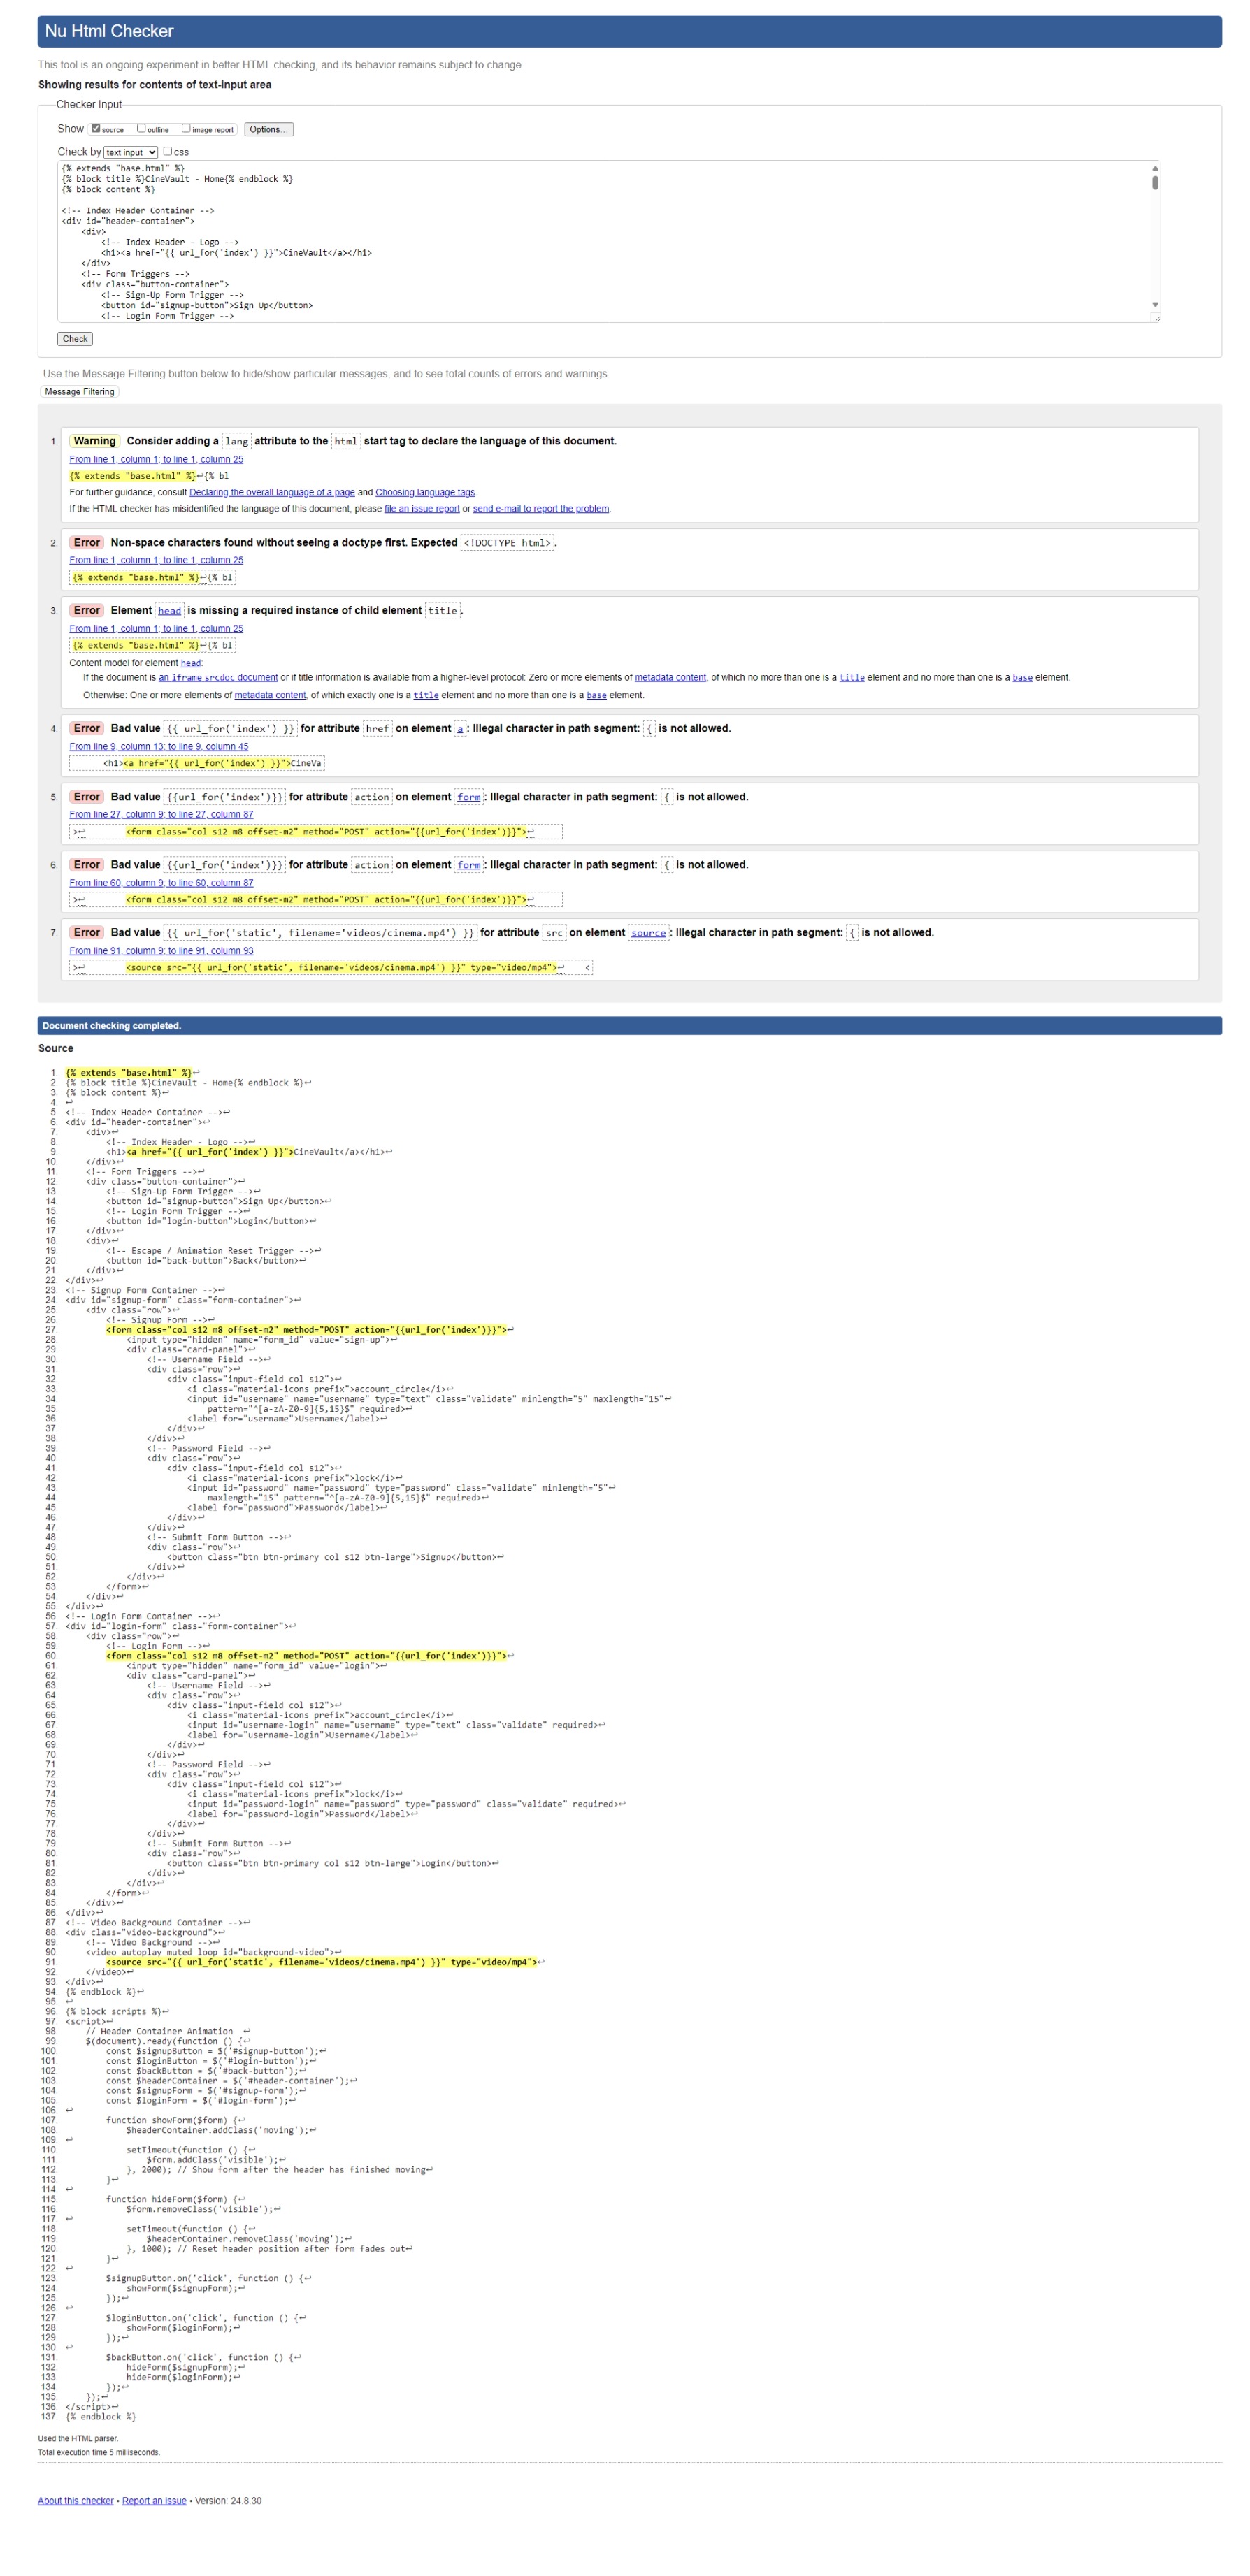 Nu Html Checker
This tool is an ongoing experiment in better HTML checking, and its behavior remains subject to change
Showing results for contents of text-input area
Checker Input
Show source outline image report Options...
Check by text input css
{% extends "base.html" %}
{% block title %}CineVault - Home{% endblock %}
{% block content %}
<!-- Index Header Container -->
<div id="header-container">
    <div>
        <!-- Index Header - Logo -->
        <h1><a href="{{ url_for('index') }}">CineVault</a></h1>
    </div>
    <!-- Form Triggers -->
    <div class="button-container">
        <!-- Sign-Up Form Trigger -->
        <button id="signup-button">Sign Up</button>
        <!-- Login Form Trigger -->
Check
Use the Message Filtering button below to hide/show particular messages, and to see total counts of errors and warnings.
Message Filtering
1. Warning Consider adding a lang attribute to the html start tag to declare the language of this document.
From line 1, column 1; to line 1, column 25
{% extends "base.html" %}↩{% bl
For further guidance, consult Declaring the overall language of a page and Choosing language tags.
If the HTML checker has misidentified the language of this document, please file an issue report or send e-mail to report the problem.
2. Error Non-space characters found without seeing a doctype first. Expected <!DOCTYPE html>.
From line 1, column 1; to line 1, column 25
{% extends "base.html" %}↩{% bl
3. Error Element head is missing a required instance of child element title.
From line 1, column 1; to line 1, column 25
{% extends "base.html" %}↩{% bl
Content model for element head:
If the document is an iframe srcdoc document or if title information is available from a higher-level protocol: Zero or more elements of metadata content, of which no more than one is a title element and no more than one is a base element.
Otherwise: One or more elements of metadata content, of which exactly one is a title element and no more than one is a base element.
4. Error Bad value {{ url_for('index') }} for attribute href on element a: Illegal character in path segment: { is not allowed.
From line 9, column 13; to line 9, column 45
<h1><a href="{{ url_for('index') }}">CineVa
5. Error Bad value {{url_for('index')}} for attribute action on element form: Illegal character in path segment: { is not allowed.
From line 27, column 9; to line 27, column 87
>↩        <form class="col s12 m8 offset-m2" method="POST" action="{{url_for('index')}}">↩
6. Error Bad value {{url_for('index')}} for attribute action on element form: Illegal character in path segment: { is not allowed.
From line 60, column 9; to line 60, column 87
>↩        <form class="col s12 m8 offset-m2" method="POST" action="{{url_for('index')}}">↩
7. Error Bad value {{ url_for('static', filename='videos/cinema.mp4') }} for attribute src on element source: Illegal character in path segment: { is not allowed.
From line 91, column 9; to line 91, column 93
>↩        <source src="{{ url_for('static', filename='videos/cinema.mp4') }}" type="video/mp4">↩    <
Document checking completed.
Source
1. {% extends "base.html" %}↩
2. {% block title %}CineVault - Home{% endblock %}↩
3. {% block content %}↩
4. ↩
5. <!-- Index Header Container -->↩
6. <div id="header-container">↩
7.     <div>↩
8.         <!-- Index Header - Logo -->↩
9.         <h1><a href="{{ url_for('index') }}">CineVault</a></h1>↩
10.     </div>↩
11.     <!-- Form Triggers -->↩
12.     <div class="button-container">↩
13.         <!-- Sign-Up Form Trigger -->↩
14.         <button id="signup-button">Sign Up</button>↩
15.         <!-- Login Form Trigger -->↩
16.         <button id="login-button">Login</button>↩
17.     </div>↩
18.     <div>↩
19.         <!-- Escape / Animation Reset Trigger -->↩
20.         <button id="back-button">Back</button>↩
21.     </div>↩
22. </div>↩
23. <!-- Signup Form Container -->↩
24. <div id="signup-form" class="form-container">↩
25.     <div class="row">↩
26.         <!-- Signup Form -->↩
27.         <form class="col s12 m8 offset-m2" method="POST" action="{{url_for('index')}}">↩
28.             <input type="hidden" name="form_id" value="sign-up">↩
29.             <div class="card-panel">↩
30.                 <!-- Username Field -->↩
31.                 <div class="row">↩
32.                     <div class="input-field col s12">↩
33.                         <i class="material-icons prefix">account_circle</i>↩
34.                         <input id="username" name="username" type="text" class="validate" minlength="5" maxlength="15"↩
35.                             pattern="^[a-zA-Z0-9]{5,15}$" required>↩
36.                         <label for="username">Username</label>↩
37.                     </div>↩
38.                 </div>↩
39.                 <!-- Password Field -->↩
40.                 <div class="row">↩
41.                     <div class="input-field col s12">↩
42.                         <i class="material-icons prefix">lock</i>↩
43.                         <input id="password" name="password" type="password" class="validate" minlength="5"↩
44.                             maxlength="15" pattern="^[a-zA-Z0-9]{5,15}$" required>↩
45.                         <label for="password">Password</label>↩
46.                     </div>↩
47.                 </div>↩
48.                 <!-- Submit Form Button -->↩
49.                 <div class="row">↩
50.                     <button class="btn btn-primary col s12 btn-large">Signup</button>↩
51.                 </div>↩
52.             </div>↩
53.         </form>↩
54.     </div>↩
55. </div>↩
56. <!-- Login Form Container -->↩
57. <div id="login-form" class="form-container">↩
58.     <div class="row">↩
59.         <!-- Login Form -->↩
60.         <form class="col s12 m8 offset-m2" method="POST" action="{{url_for('index')}}">↩
61.             <input type="hidden" name="form_id" value="login">↩
62.             <div class="card-panel">↩
63.                 <!-- Username Field -->↩
64.                 <div class="row">↩
65.                     <div class="input-field col s12">↩
66.                         <i class="material-icons prefix">account_circle</i>↩
67.                         <input id="username-login" name="username" type="text" class="validate" required>↩
68.                         <label for="username-login">Username</label>↩
69.                     </div>↩
70.                 </div>↩
71.                 <!-- Password Field -->↩
72.                 <div class="row">↩
73.                     <div class="input-field col s12">↩
74.                         <i class="material-icons prefix">lock</i>↩
75.                         <input id="password-login" name="password" type="password" class="validate" required>↩
76.                         <label for="password-login">Password</label>↩
77.                     </div>↩
78.                 </div>↩
79.                 <!-- Submit Form Button -->↩
80.                 <div class="row">↩
81.                     <button class="btn btn-primary col s12 btn-large">Login</button>↩
82.                 </div>↩
83.             </div>↩
84.         </form>↩
85.     </div>↩
86. </div>↩
87. <!-- Video Background Container -->↩
88. <div class="video-background">↩
89.     <!-- Video Background -->↩
90.     <video autoplay muted loop id="background-video">↩
91.         <source src="{{ url_for('static', filename='videos/cinema.mp4') }}" type="video/mp4">↩
92.     </video>↩
93. </div>↩
94. {% endblock %}↩
95. ↩
96. {% block scripts %}↩
97. <script>↩
98.     // Header Container Animation  ↩
99.     $(document).ready(function () {↩
100.         const $signupButton = $('#signup-button');↩
101.         const $loginButton = $('#login-button');↩
102.         const $backButton = $('#back-button');↩
103.         const $headerContainer = $('#header-container');↩
104.         const $signupForm = $('#signup-form');↩
105.         const $loginForm = $('#login-form');↩
106. ↩
107.         function showForm($form) {↩
108.             $headerContainer.addClass('moving');↩
109. ↩
110.             setTimeout(function () {↩
111.                 $form.addClass('visible');↩
112.             }, 2000); // Show form after the header has finished moving↩
113.         }↩
114. ↩
115.         function hideForm($form) {↩
116.             $form.removeClass('visible');↩
117. ↩
118.             setTimeout(function () {↩
119.                 $headerContainer.removeClass('moving');↩
120.             }, 1000); // Reset header position after form fades out↩
121.         }↩
122. ↩
123.         $signupButton.on('click', function () {↩
124.             showForm($signupForm);↩
125.         });↩
126. ↩
127.         $loginButton.on('click', function () {↩
128.             showForm($loginForm);↩
129.         });↩
130. ↩
131.         $backButton.on('click', function () {↩
132.             hideForm($signupForm);↩
133.             hideForm($loginForm);↩
134.         });↩
135.     });↩
136. </script>↩
137. {% endblock %}
Used the HTML parser.
Total execution time 5 milliseconds.
About this checker • Report an issue • Version: 24.8.30